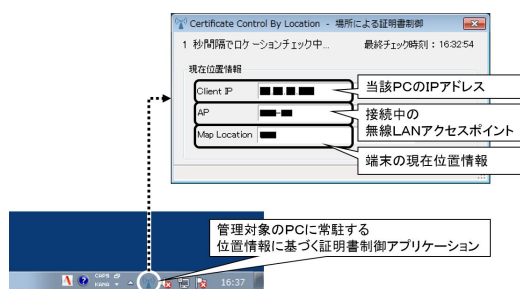 Certificate Control By Location - 場所による証明書制御
1 秒間隔でロケーションチェック中... 最終チェック時刻 : 16:32:54
現在位置情報
Client IP
当該PCのIPアドレス
AP
接続中の
無線LANアクセスポイント
Map Location
端末の現在位置情報
管理対象のPCに常駐する
位置情報に基づく証明書制御アプリケーション
A
?
CAPS
KANA
16:37